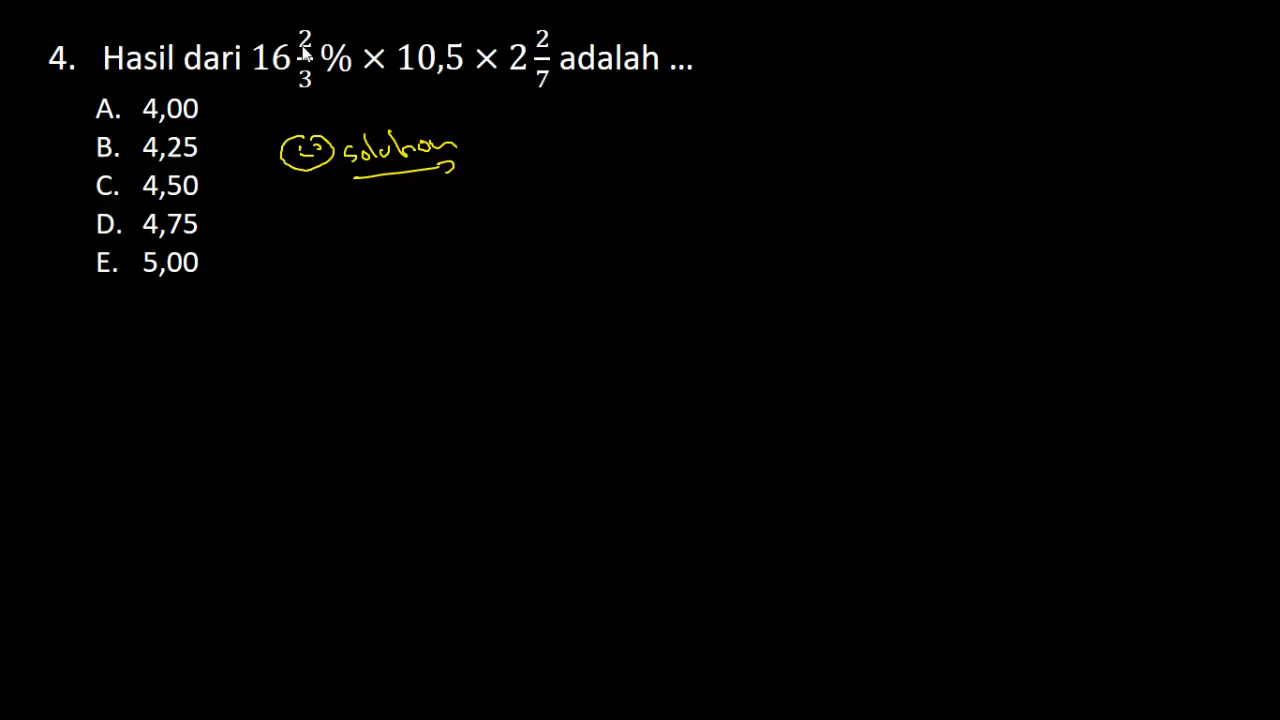 4. Hasil dari 16 2/3 % × 10,5 × 2 2/7 adalah ...
A. 4,00
B. 4,25
solution
C. 4,50
D. 4,75
E. 5,00